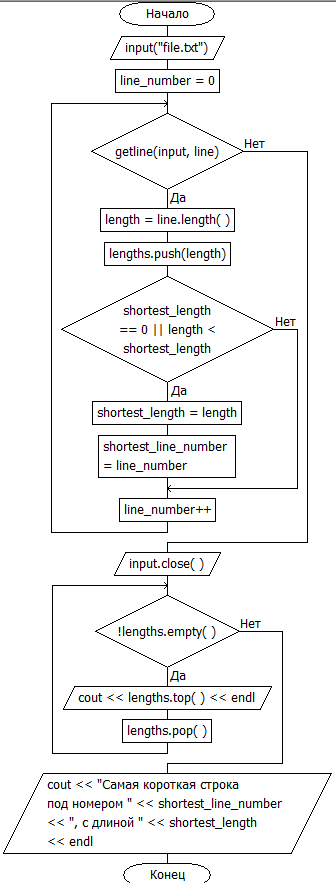 Начало
input("file.txt")
line_number = 0
getline(input, line)
Нет
Да
length = line.length( )
lengths.push(length)
shortest_length
== 0 || length <
shortest_length
Нет
Да
shortest_length = length
shortest_line_number
= line_number
line_number++
input.close( )
!lengths.empty( )
Нет
Да
cout << lengths.top( ) << endl
lengths.pop( )
cout << "Самая короткая строка
под номером " << shortest_line_number
<< ", с длиной " << shortest_length
<< endl
Конец